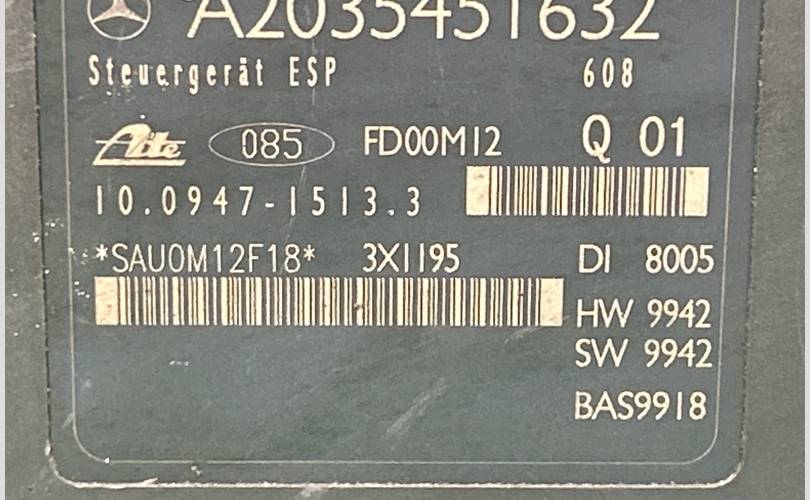 A2035451632
Steuergerät ESP 608
Ate 085 FD00M12 Q 01
10.0947-1513.3
*SAU0M12F18* 3X1195 DI 8005
HW 9942
SW 9942
BAS9918